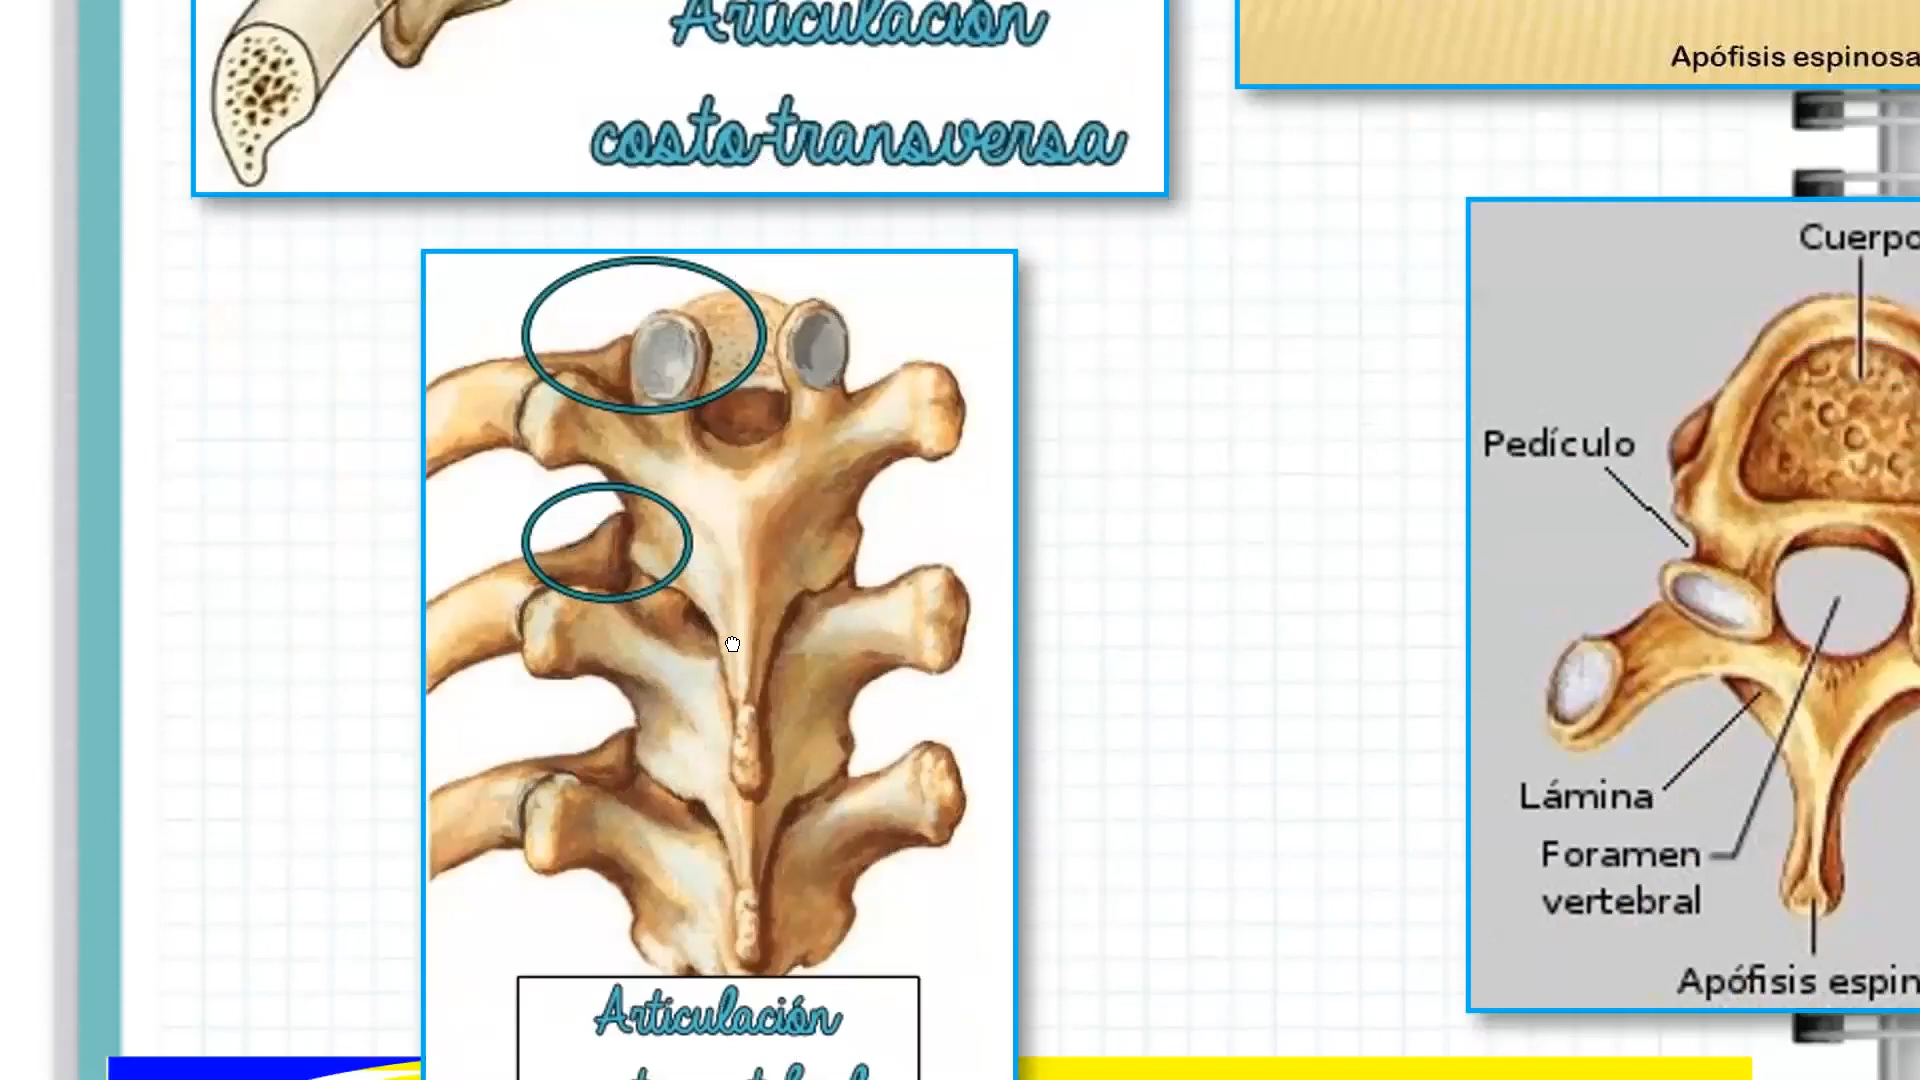 Articulación
costo-transversa
Apófisis espinosa
Cuerpo
Pedículo
Lámina
Foramen
vertebral
Apófisis espin
Articulación